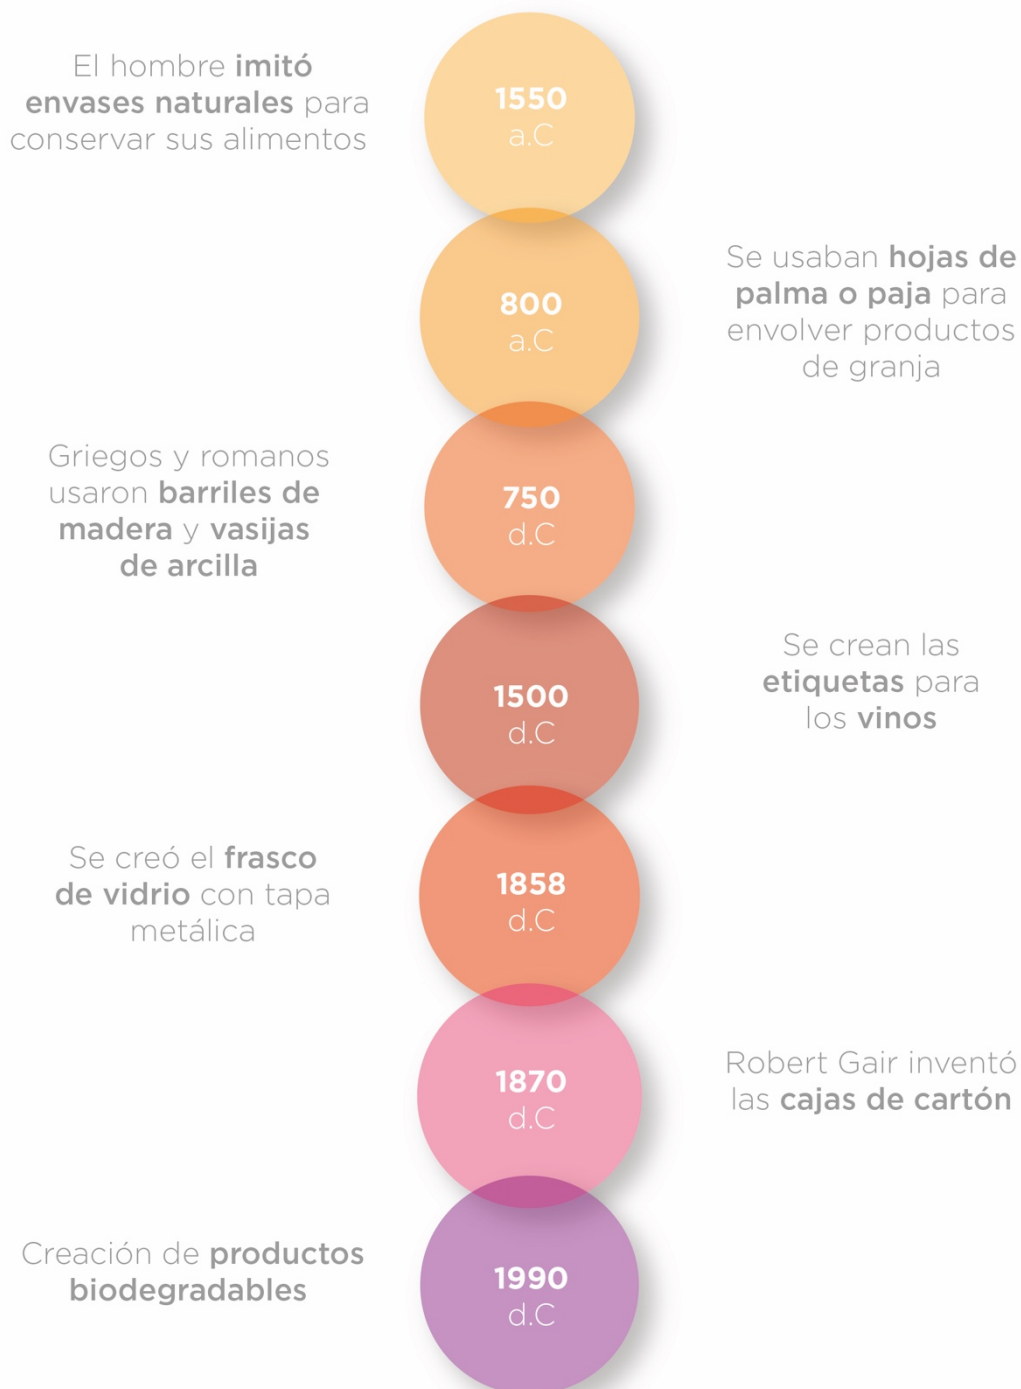 El hombre imitó
envases naturales para
conservar sus alimentos
1550
a.C
800
a.C
Se usaban hojas de
palma o paja para
envolver productos
de granja
Griegos y romanos
usaron barriles de
madera y vasijas
de arcilla
750
d.C
1500
d.C
Se crean las
etiquetas para
los vinos
Se creó el frasco
de vidrio con tapa
metálica
1858
d.C
1870
d.C
Robert Gair inventó
las cajas de cartón
Creación de productos
biodegradables
1990
d.C